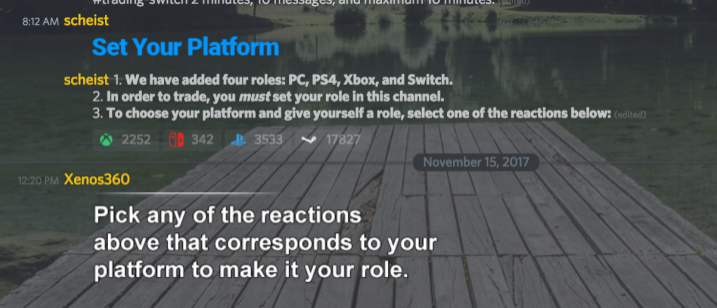 #trading-switch 2 minutes, 10 messages, and maximum 10 minutes. (edited)
8:12 AM scheist
Set Your Platform
scheist 1. We have added four roles: PC, PS4, Xbox, and Switch.
2. In order to trade, you must set your role in this channel.
3. To choose your platform and give yourself a role, select one of the reactions below: (edited)
2252 342 3533 17827
November 15, 2017
12:20 PM Xenos360
Pick any of the reactions
above that corresponds to your
platform to make it your role.